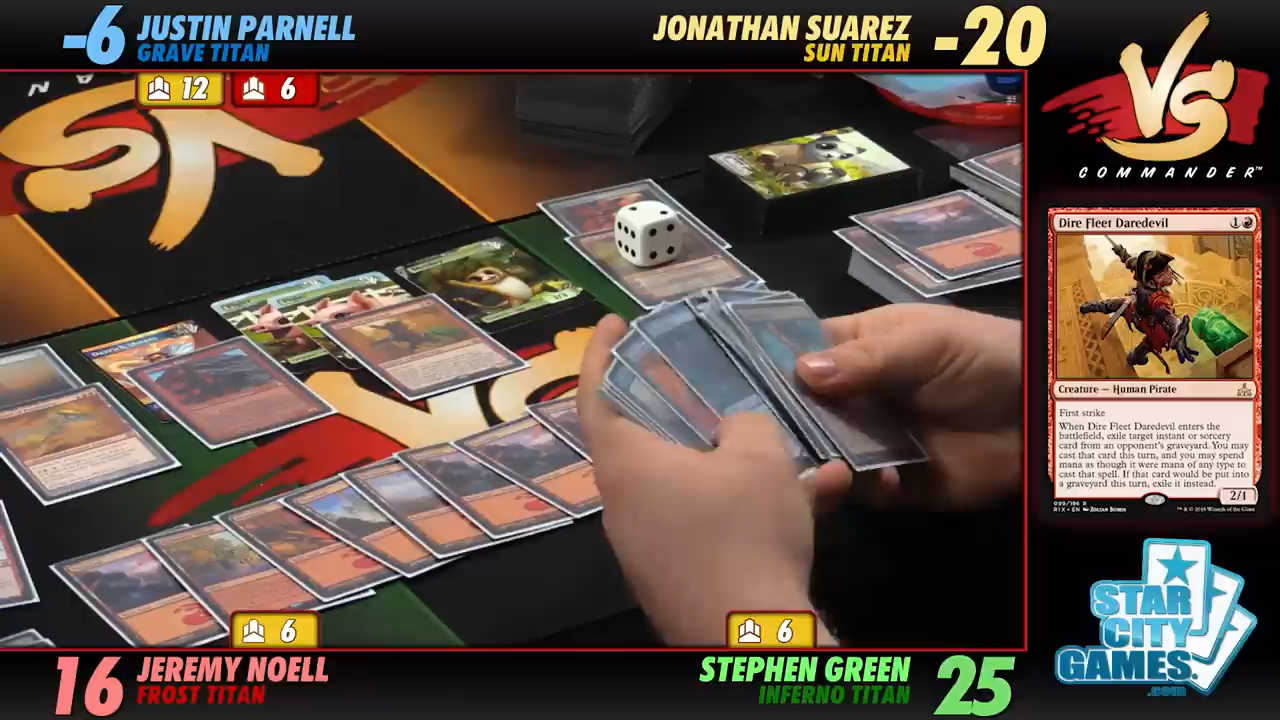 -6 JUSTIN PARNELL
GRAVE TITAN
12
6
JONATHAN SUAREZ -20
SUN TITAN
VS
COMMANDER™
Dire Fleet Daredevil 1
Creature — Human Pirate
First strike
When Dire Fleet Daredevil enters the
battlefield, exile target instant or sorcery
card from an opponent's graveyard. You may
cast that card this turn, and you may spend
mana as though it were mana of any type to
cast that spell. If that card would be put into
a graveyard this turn, exile it instead.
2/1
6
6
16 JEREMY NOELL
FROST TITAN
STEPHEN GREEN 25
INFERNO TITAN
STAR
CITY
GAMES.
.com